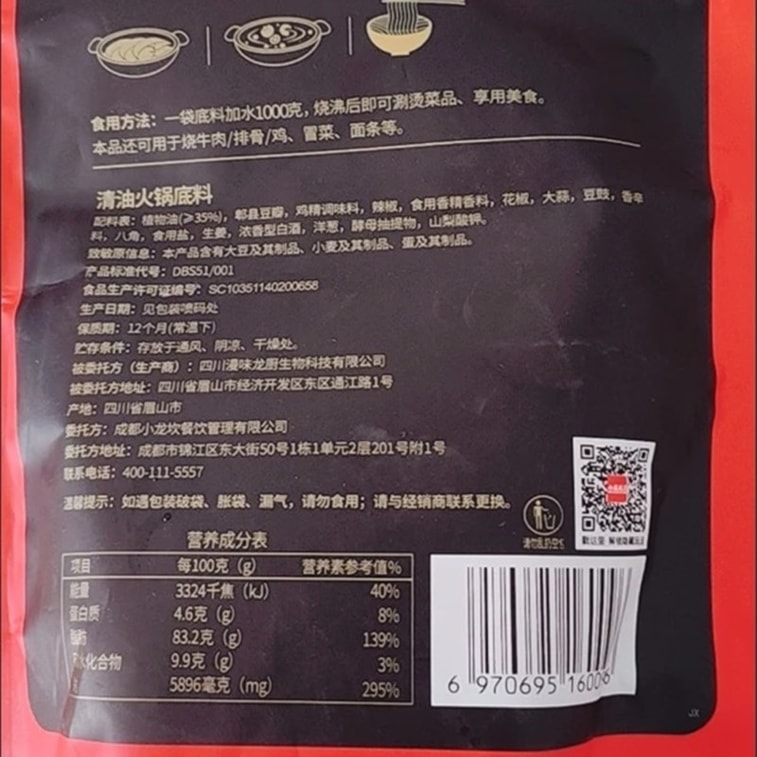 食用方法：一袋底料加水1000克，烧沸后即可涮烫菜品、享用美食。
本品还可用于烧牛肉/排骨/鸡、冒菜、面条等。
清油火锅底料
配料表：植物油(≥35%)，郫县豆瓣，鸡精调味料，辣椒，食用香精香料，花椒，大蒜，豆豉，香辛
料，八角，食用盐，生姜，浓香型白酒，洋葱，酵母抽提物，山梨酸钾。
致敏原信息：本产品含有大豆及其制品、小麦及其制品、蛋及其制品。
产品标准代号：DBS51/001
食品生产许可证编号：SC10351140200658
生产日期：见包装喷码处
保质期：12个月(常温下)
贮存条件：存放于通风、阴凉、干燥处。
被委托方（生产商）：四川漫味龙厨生物科技有限公司
被委托方地址：四川省眉山市经济开发区东区通江路1号
产地：四川省眉山市
委托方：成都小龙坎餐饮管理有限公司
委托方地址：成都市锦江区东大街50号1栋1单元2层201号附1号
联系电话：400-111-5557
温馨提示：如遇包装破袋、胀袋、漏气，请勿食用；请与经销商联系更换。
营养成分表
项目 每100克（g） 营养素参考值%
能量 3324千焦（kJ） 40%
蛋白质 4.6克（g） 8%
脂肪 83.2克（g） 139%
水化合物 9.9克（g） 3%
5896毫克（mg） 295%
6 970695 16006
JX